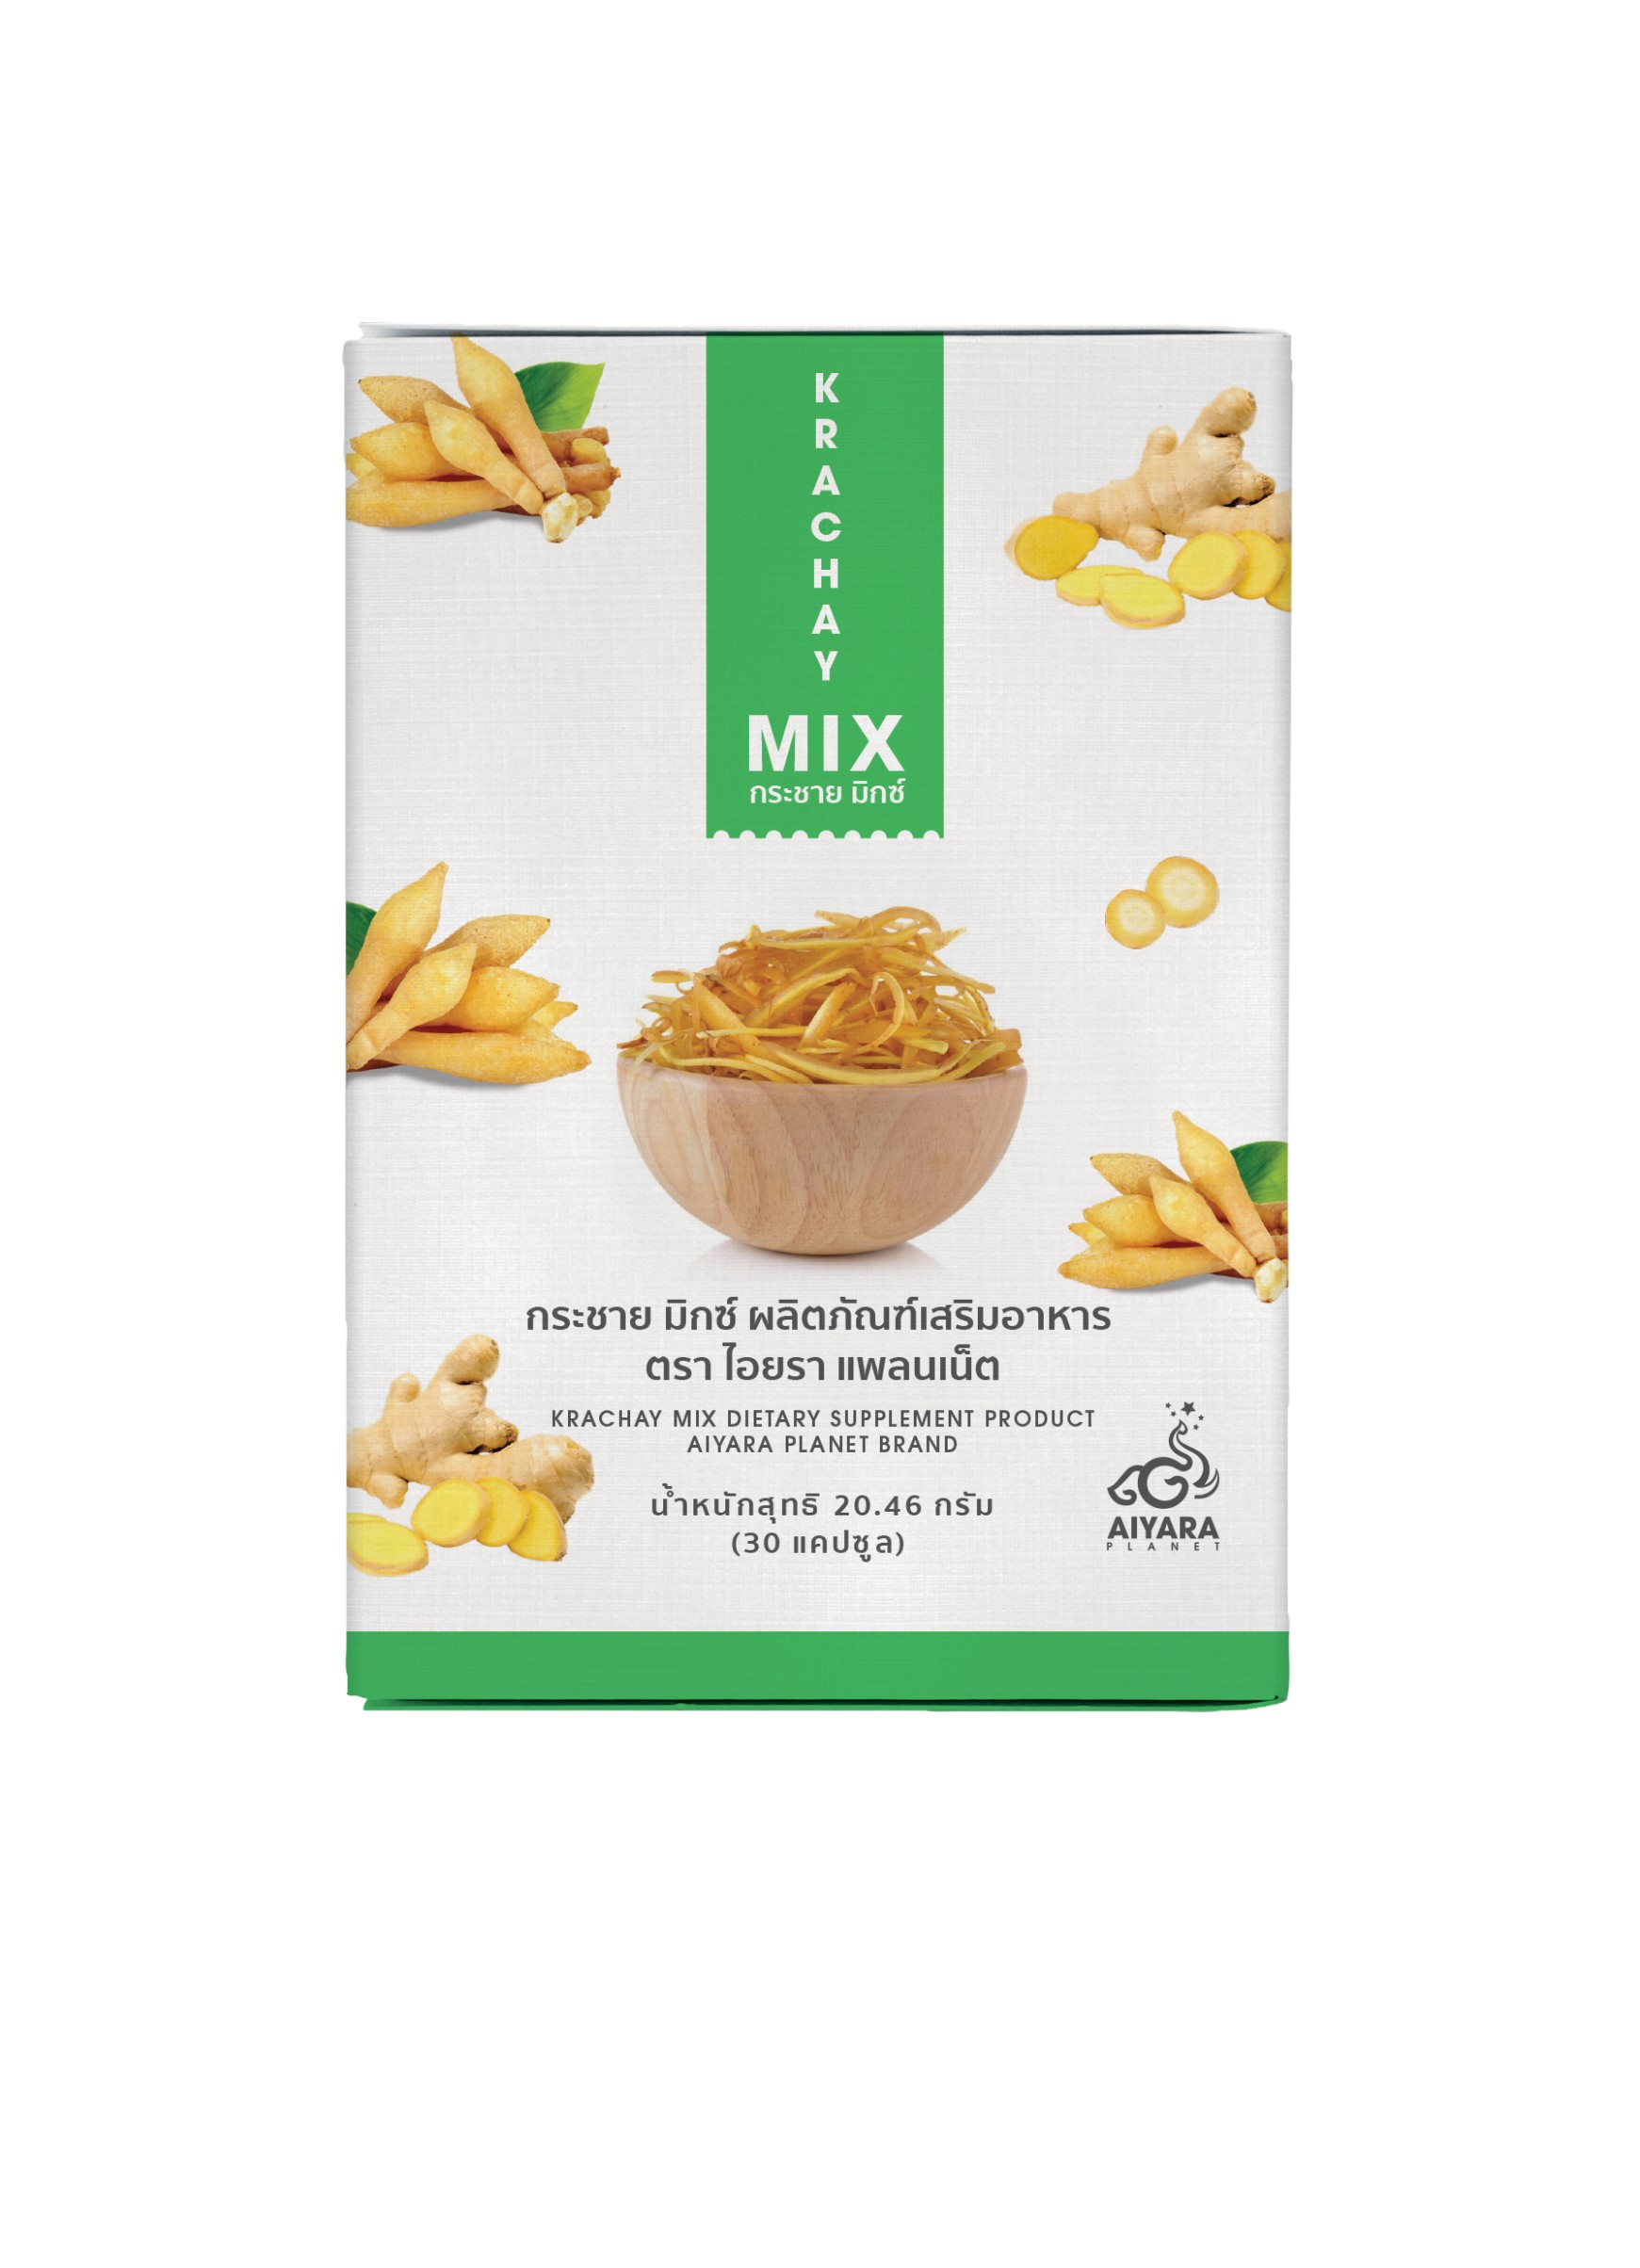 KRACHAY
MIX
กระชาย มิกซ์
กระชาย มิกซ์ ผลิตภัณฑ์เสริมอาหาร
ตรา ไอยรา แพลนเน็ต
KRACHAY MIX DIETARY SUPPLEMENT PRODUCT
AIYARA PLANET BRAND
น้ำหนักสุทธิ 20.46 กรัม
(30 แคปซูล)
AIYARA
PLANET